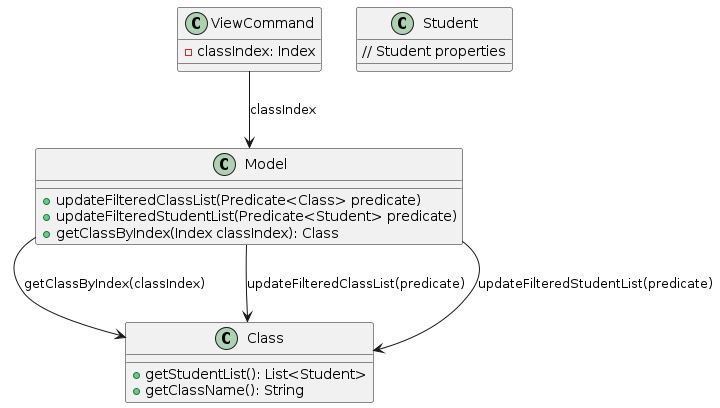 C ViewCommand
classIndex: Index
C Student
// Student properties
classIndex
C Model
updateFilteredClassList(Predicate<Class> predicate)
updateFilteredStudentList(Predicate<Student> predicate)
getClassByIndex(Index classIndex): Class
getClassByIndex(classIndex)
updateFilteredClassList(predicate)
updateFilteredStudentList(predicate)
C Class
getStudentList(): List<Student>
getClassName(): String